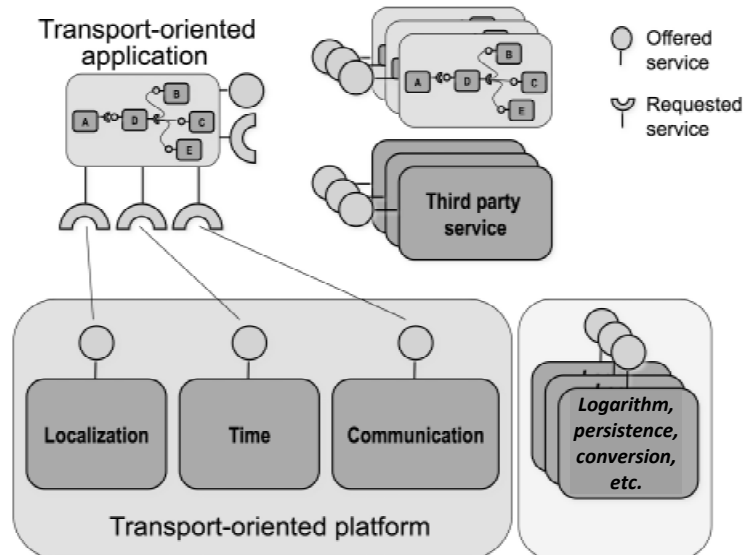 Transport-oriented
application
A
D
B
C
E
A
D
B
C
E
Offered
service
Requested
service
Third party
service
Localization
Time
Communication
Logarithm,
persistence,
conversion,
etc.
Transport-oriented platform